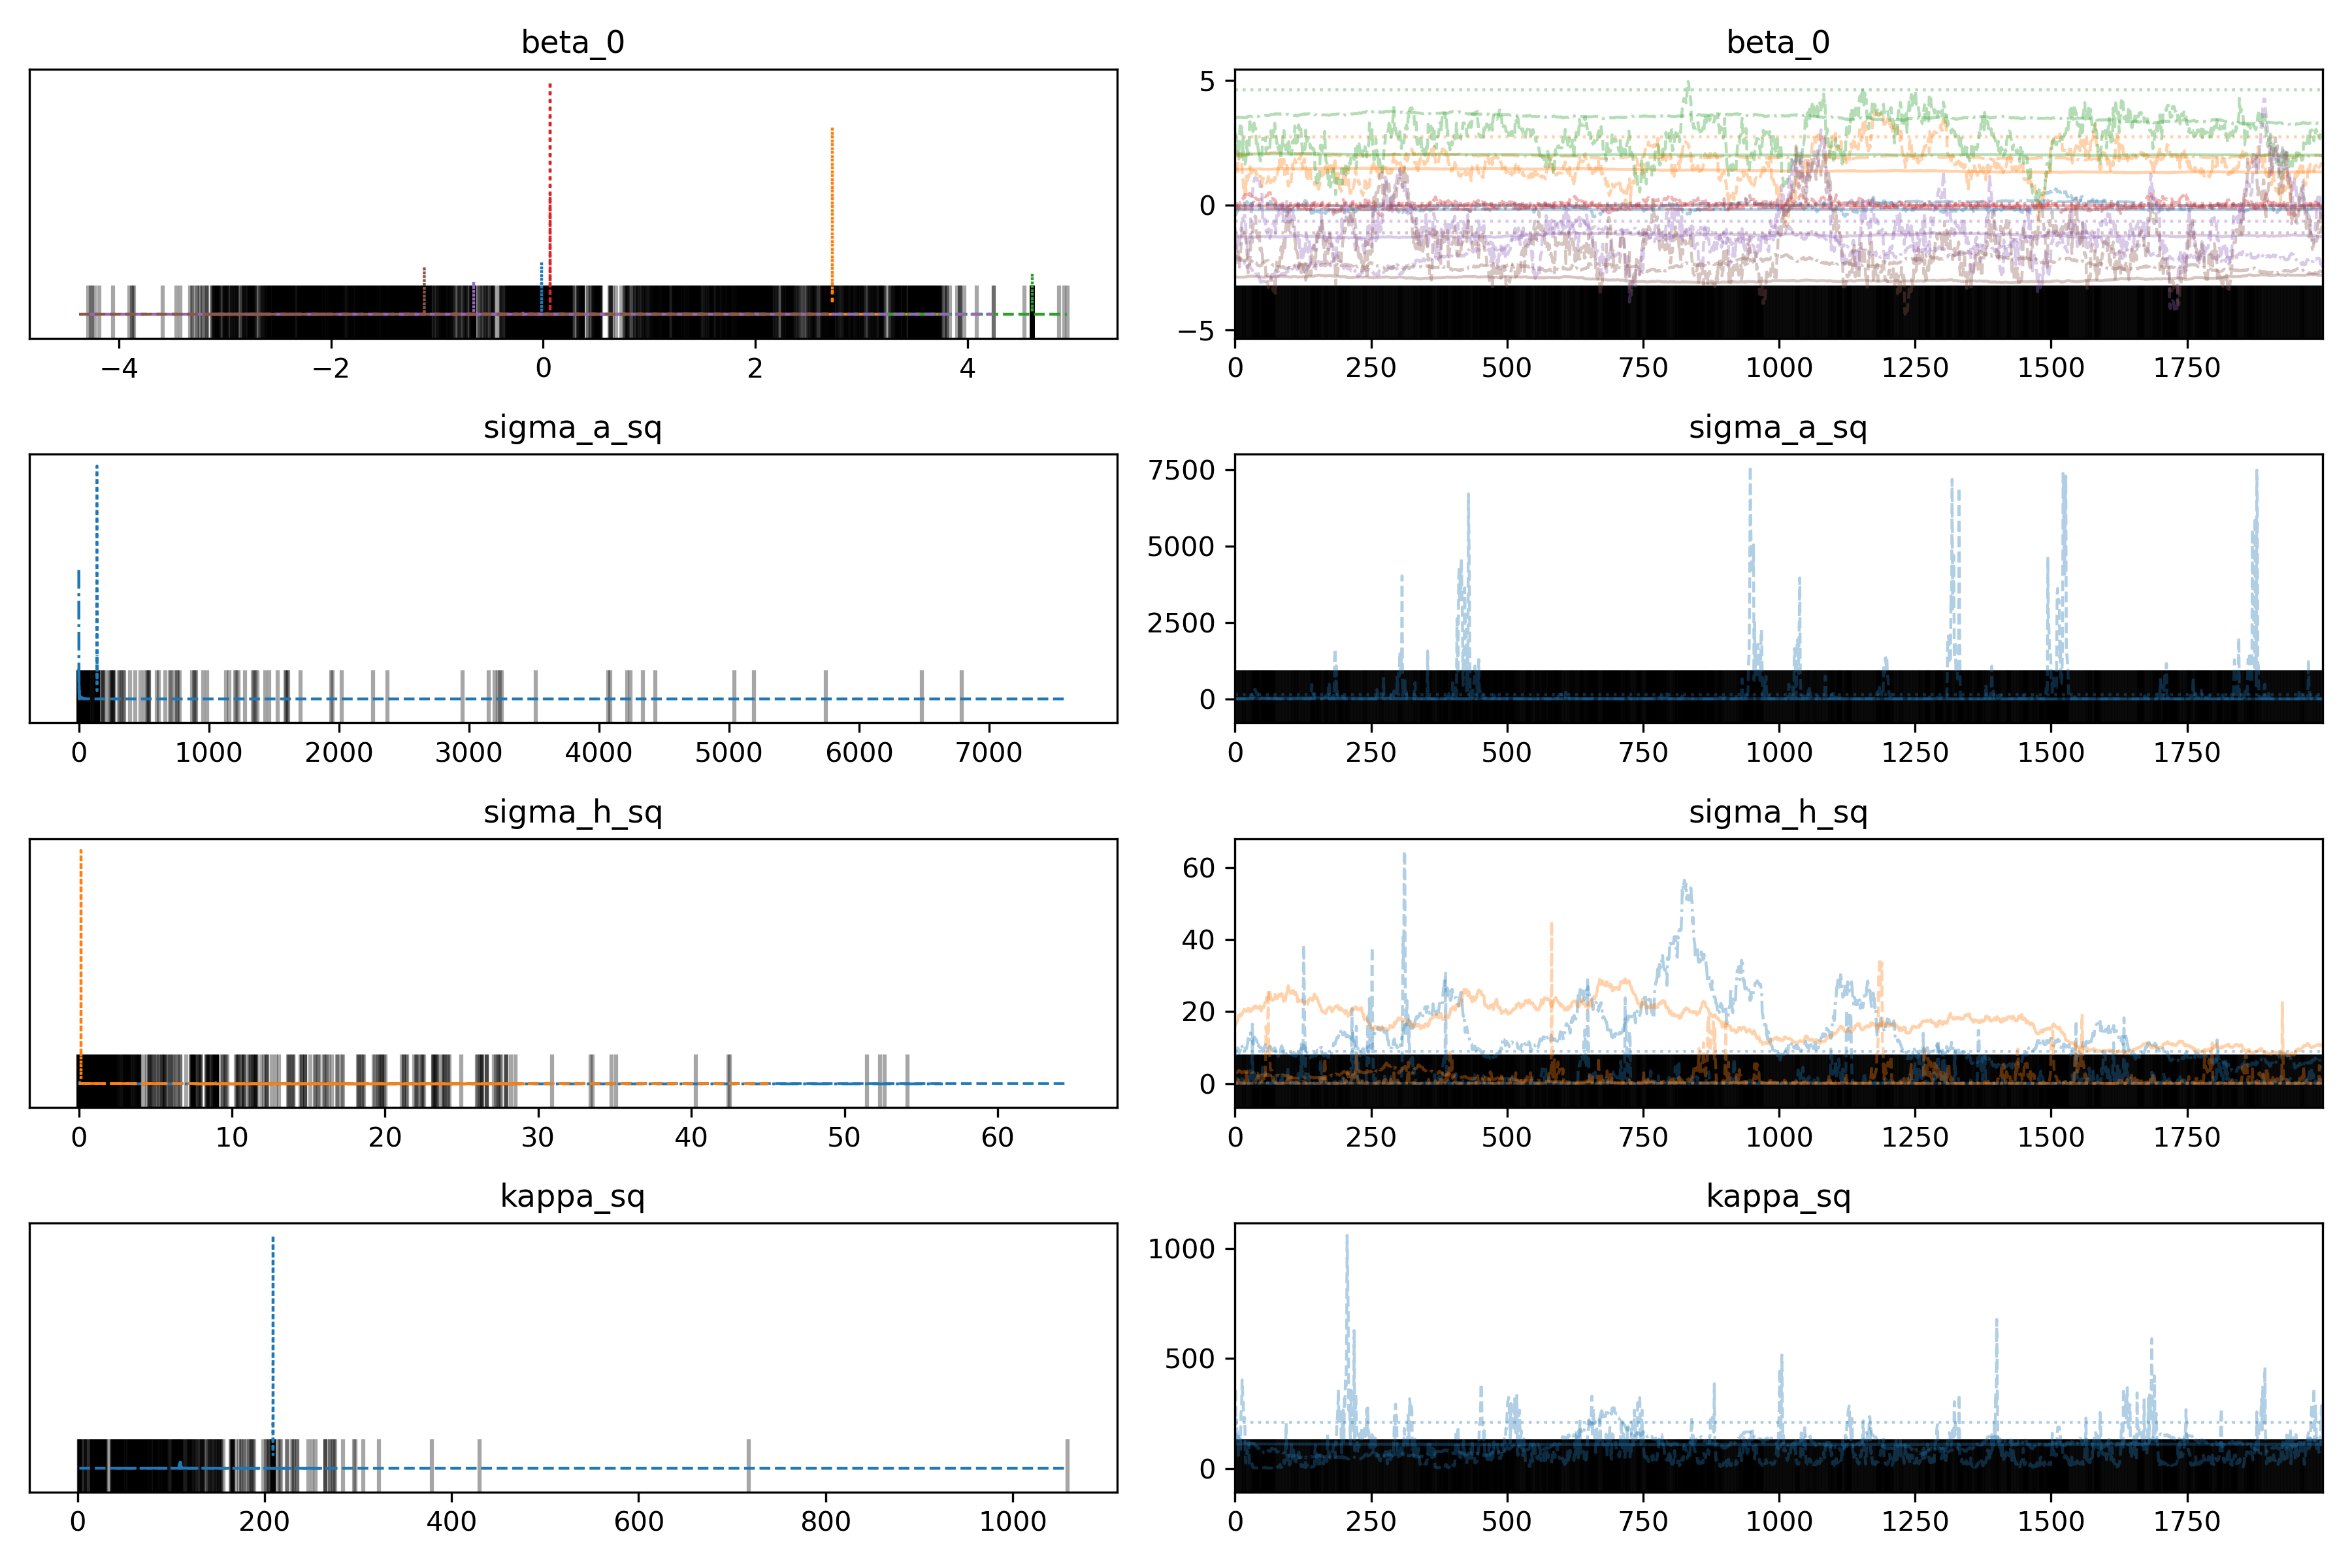 beta_0 beta_0
5
0
−5
−4 −2 0 2 4 0 250 500 750 1000 1250 1500 1750
sigma_a_sq sigma_a_sq
7500
5000
2500
0
0 1000 2000 3000 4000 5000 6000 7000 0 250 500 750 1000 1250 1500 1750
sigma_h_sq sigma_h_sq
60
40
20
0
0 10 20 30 40 50 60 0 250 500 750 1000 1250 1500 1750
kappa_sq kappa_sq
1000
500
0
0 200 400 600 800 1000 0 250 500 750 1000 1250 1500 1750